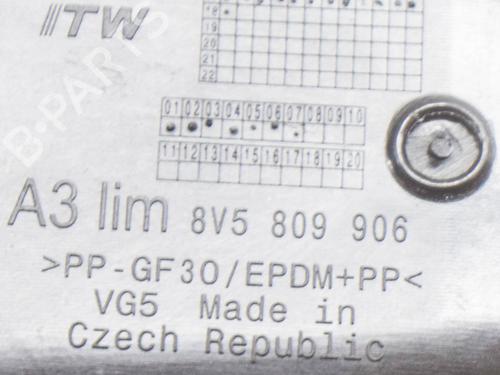 ITW
18
19
20
21
22
01 02 03 04 05 06 07 08 09 10
11 12 13 14 15 16 17 18 19 20
A3 lim 8V5 809 906
>PP-GF30/EPDM+PP<
VG5 Made in
Czech Republic
B-PARTS